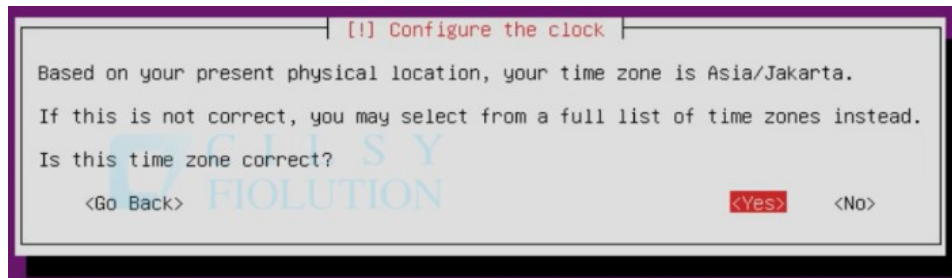 [!] Configure the clock
Based on your present physical location, your time zone is Asia/Jakarta.
If this is not correct, you may select from a full list of time zones instead.
Is this time zone correct?
CILSY
FIOLUTION
<Go Back> <Yes> <No>